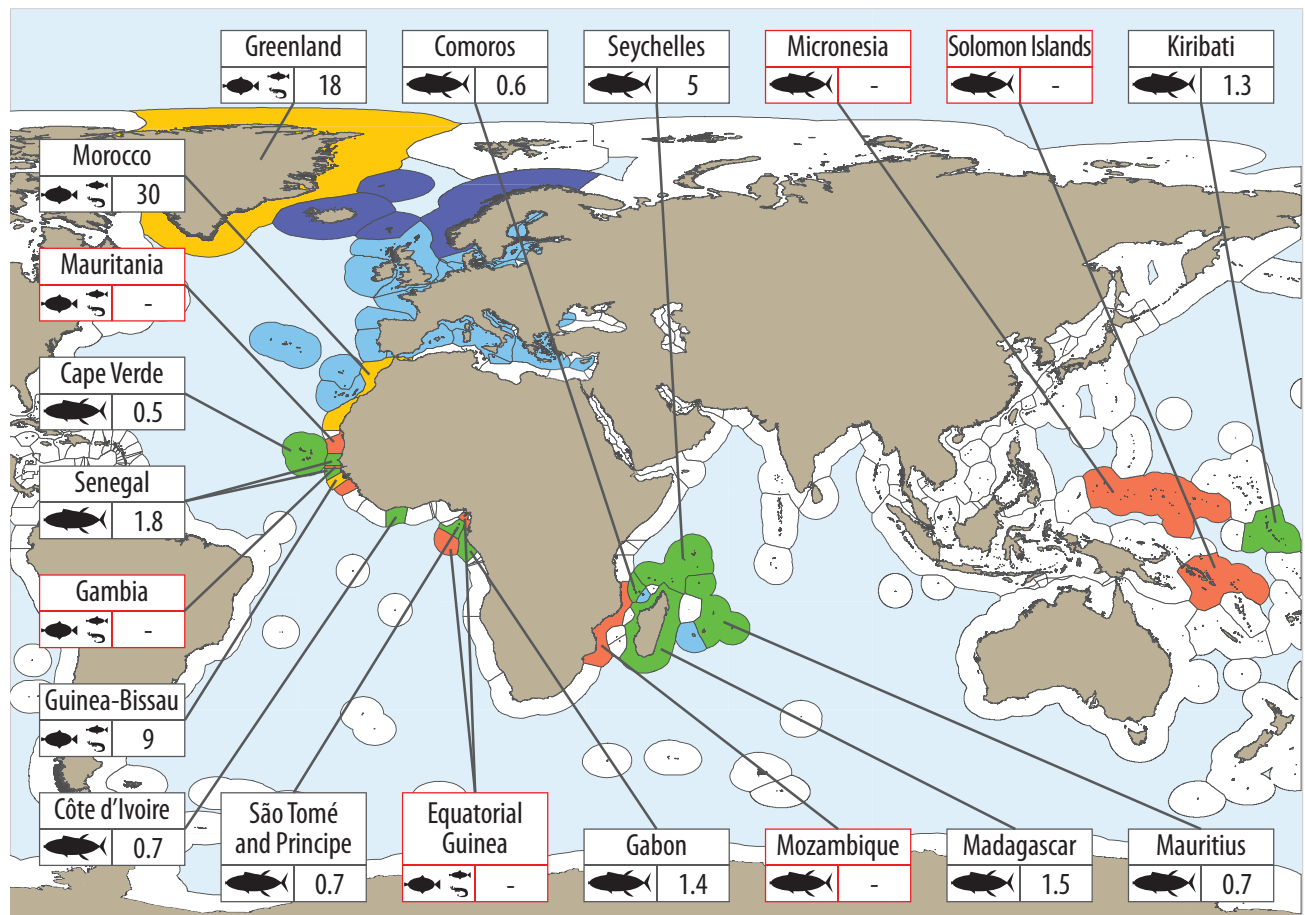 Greenland
18
Comoros
0.6
Seychelles
5
Micronesia
-
Solomon Islands
-
Kiribati
1.3
Morocco
30
Mauritania
-
Cape Verde
0.5
Senegal
1.8
Gambia
-
Guinea-Bissau
9
Côte d'Ivoire
0.7
São Tomé
and Principe
0.7
Equatorial
Guinea
-
Gabon
1.4
Mozambique
-
Madagascar
1.5
Mauritius
0.7